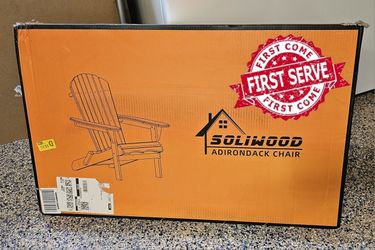 FIRST COME
FIRST SERVE
FIRST COME
SOLIWOOD
ADIRONDACK CHAIR